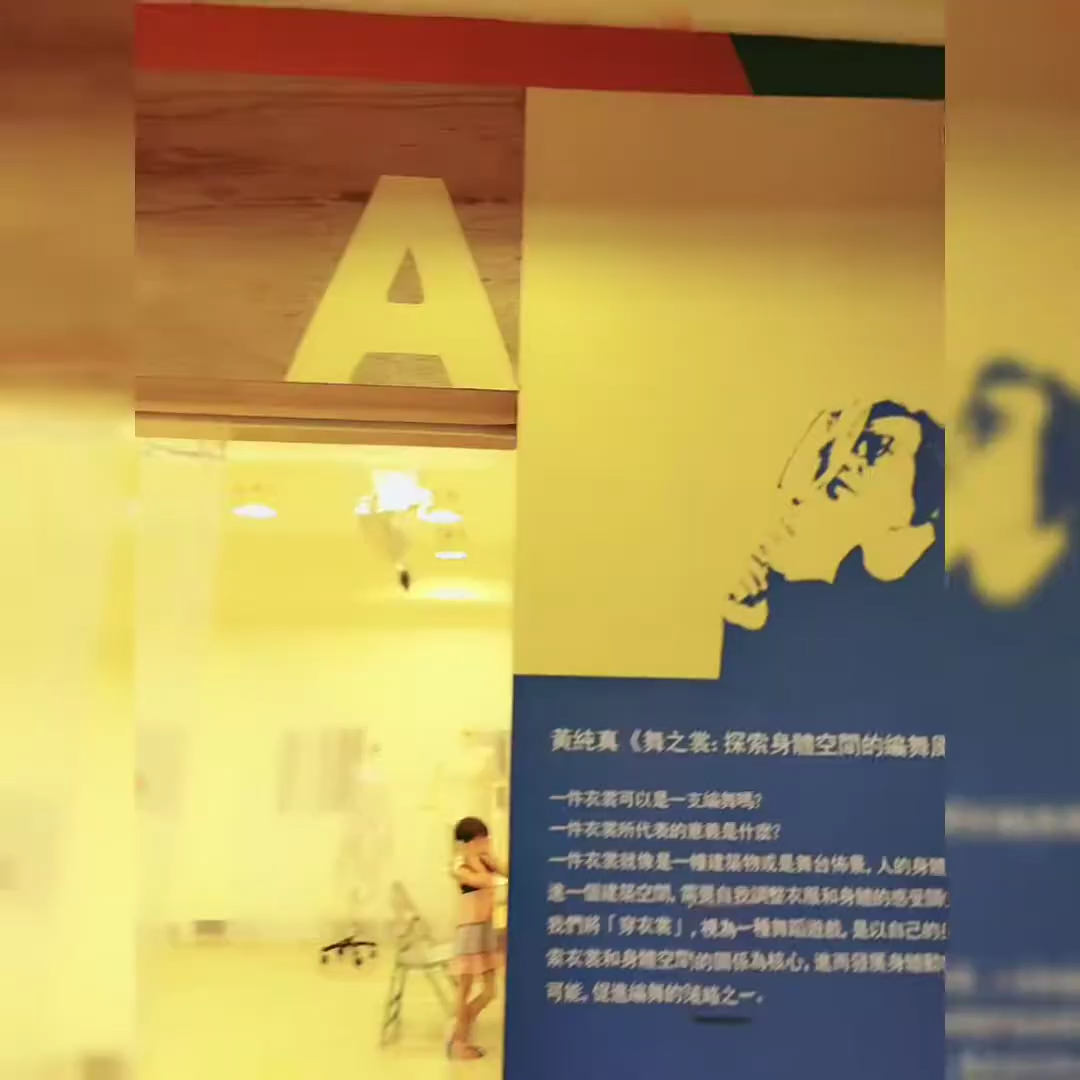 A
黃純真《舞之裳: 探索身體空間的編舞
一件衣裳可以是一支編舞嗎?
一件衣裳所代表的意義是什麼?
一件衣裳就像是一幢建築物或是舞台佈景, 人的身體
進一個建築空間, 需要自我調整衣服和身體的感受關
我們將「穿衣裳」, 視為一種舞蹈遊戲, 是以自己的
索衣裳和身體空間的關係為核心, 進而發展身體動
可能, 促進編舞的